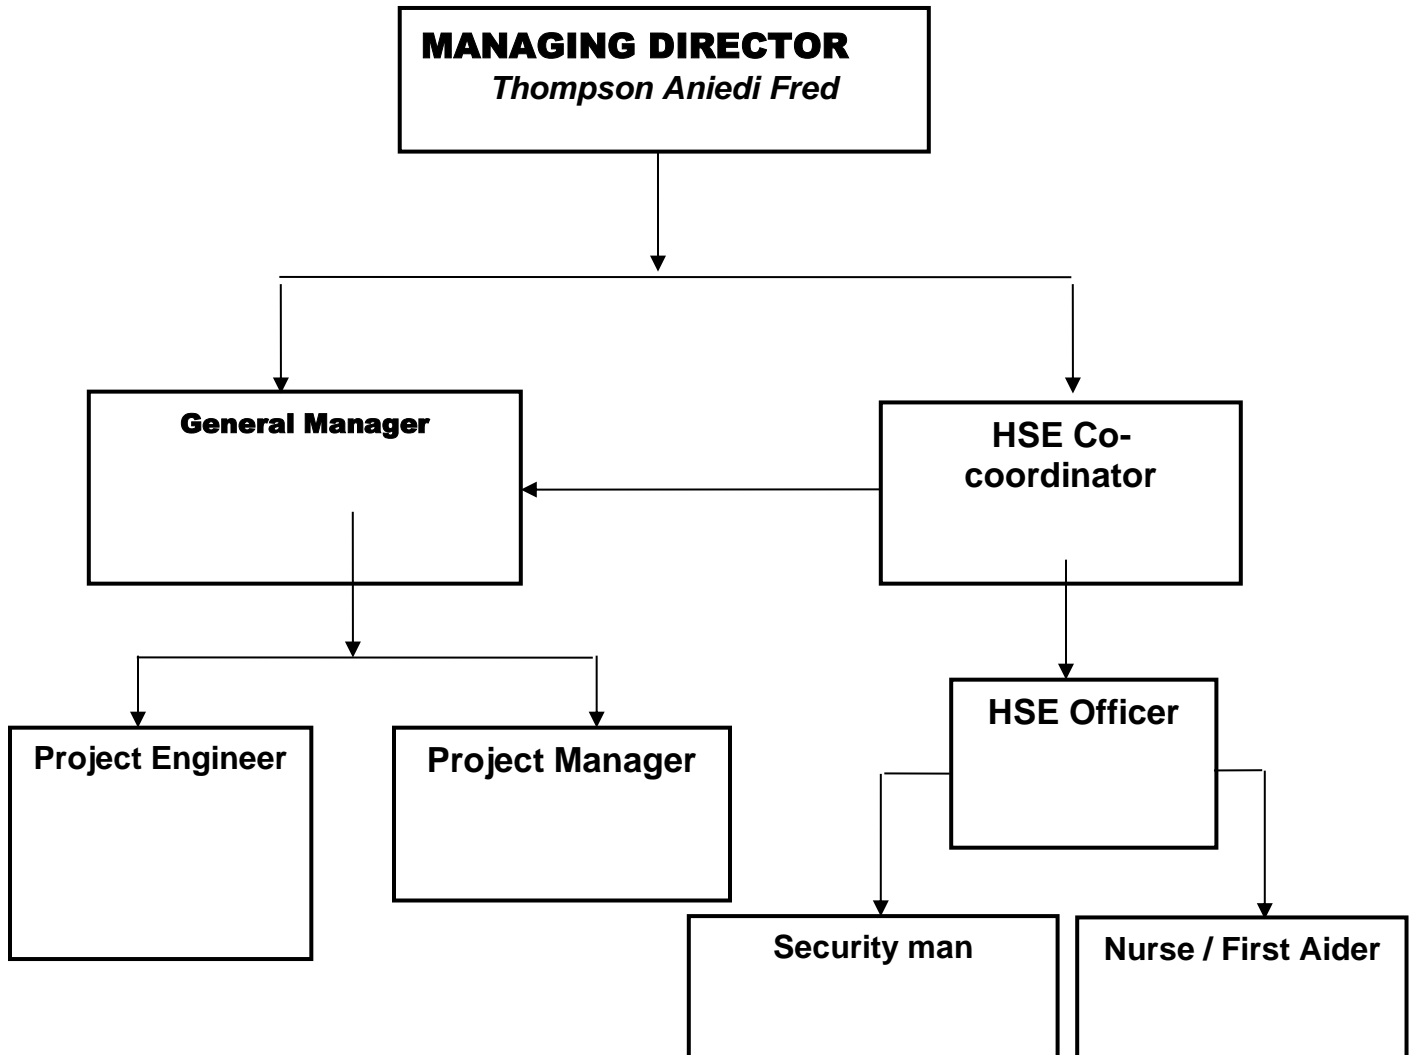 MANAGING DIRECTOR
Thompson Aniedi Fred
General Manager
HSE Co-
coordinator
HSE Officer
Project Engineer
Project Manager
Security man
Nurse / First Aider